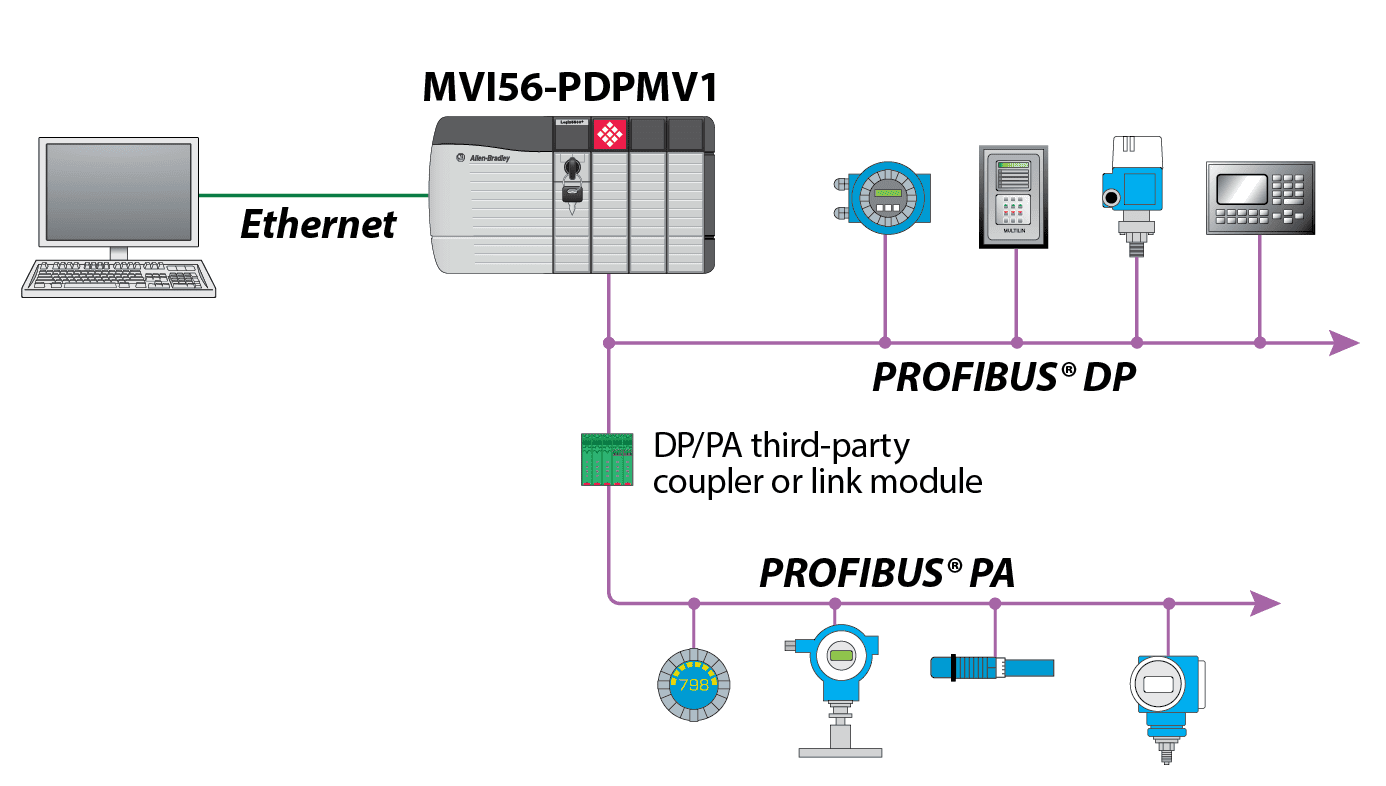 MVI56-PDPMV1
Allen-Bradley
Ethernet
MULTILIN
PROFIBUS® DP
DP/PA third-party
coupler or link module
PROFIBUS® PA
798